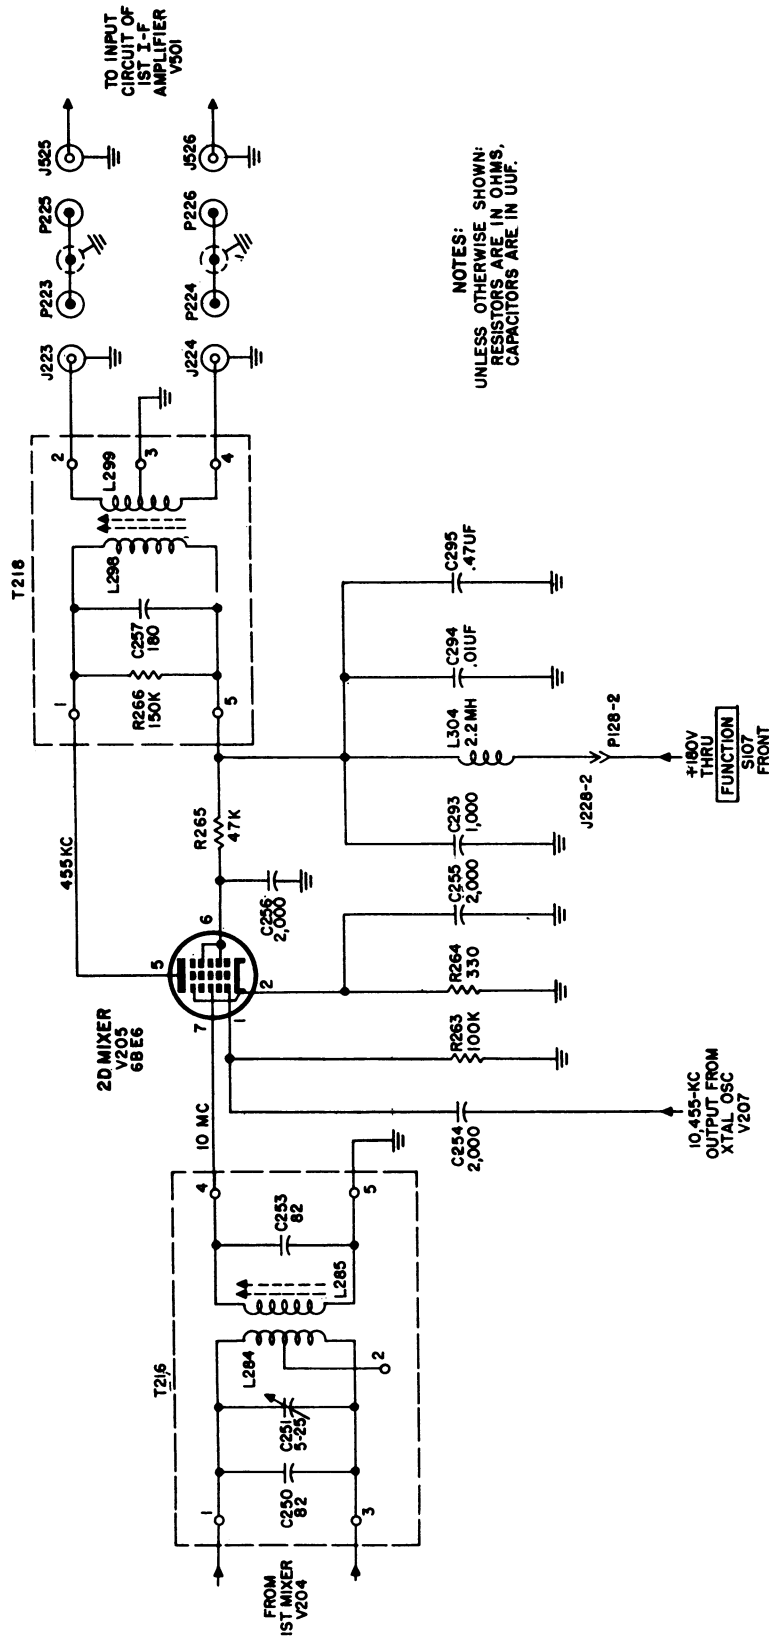 FROM
1ST MIXER
V204
T216
1
3
C250
82
C251
5-25
L284
2
L285
C253
82
4
5
10 MC
2D MIXER
V205
6BE6
7
1
5
6
2
C254
2,000
10,455-KC
OUTPUT FROM
XTAL OSC
V207
R263
100K
R264
330
C255
2,000
C256
2,000
R265
47K
455KC
C293
1,000
L304
2.2MH
J228-2
P128-2
+180V
THRU
FUNCTION
S107
FRONT
C294
.01UF
C295
.47UF
T218
1
5
R266
150K
C257
180
L298
L299
2
3
4
J223
P223
P225
J525
J224
P224
P226
J526
TO INPUT
CIRCUIT OF
1ST I-F
AMPLIFIER
V501
NOTES:
UNLESS OTHERWISE SHOWN:
RESISTORS ARE IN OHMS,
CAPACITORS ARE IN UUF.